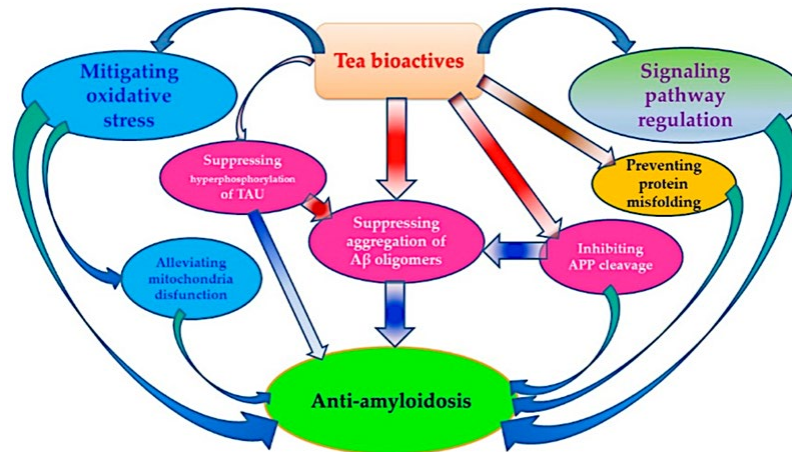 Tea bioactives
Mitigating
oxidative
stress
Signaling
pathway
regulation
Suppressing
hyperphosphorylation
of TAU
Preventing
protein
misfolding
Suppressing
aggregation of
Aβ oligomers
Inhibiting
APP cleavage
Alleviating
mitochondria
disfunction
Anti-amyloidosis